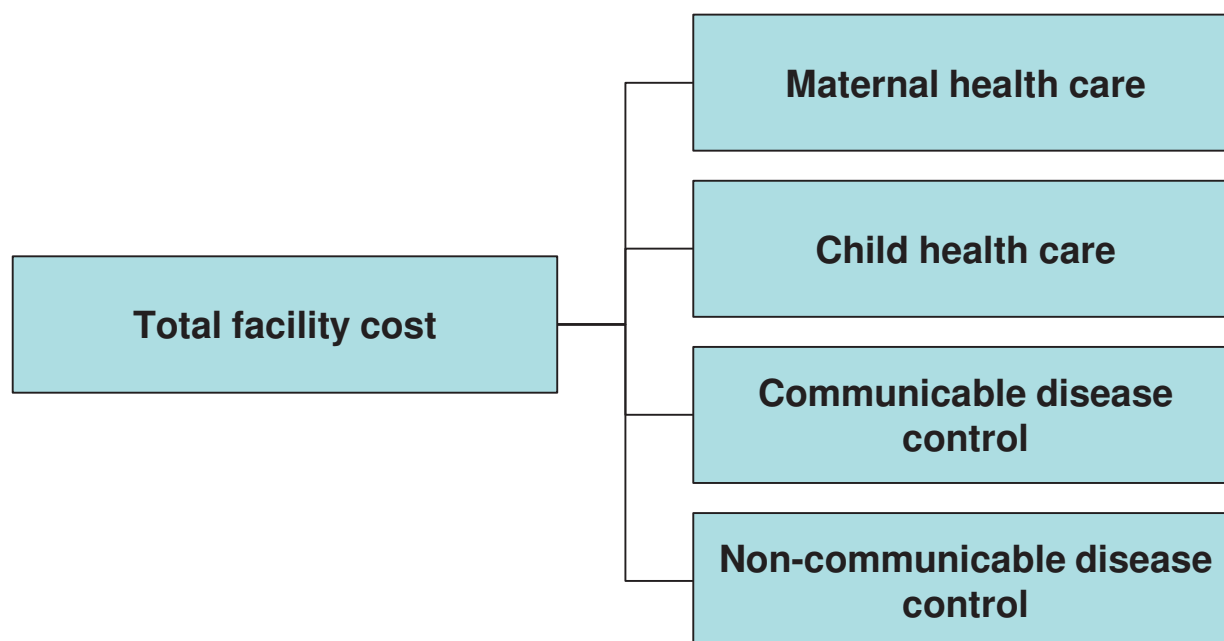 Maternal health care
Child health care
Total facility cost
Communicable disease
control
Non-communicable disease
control